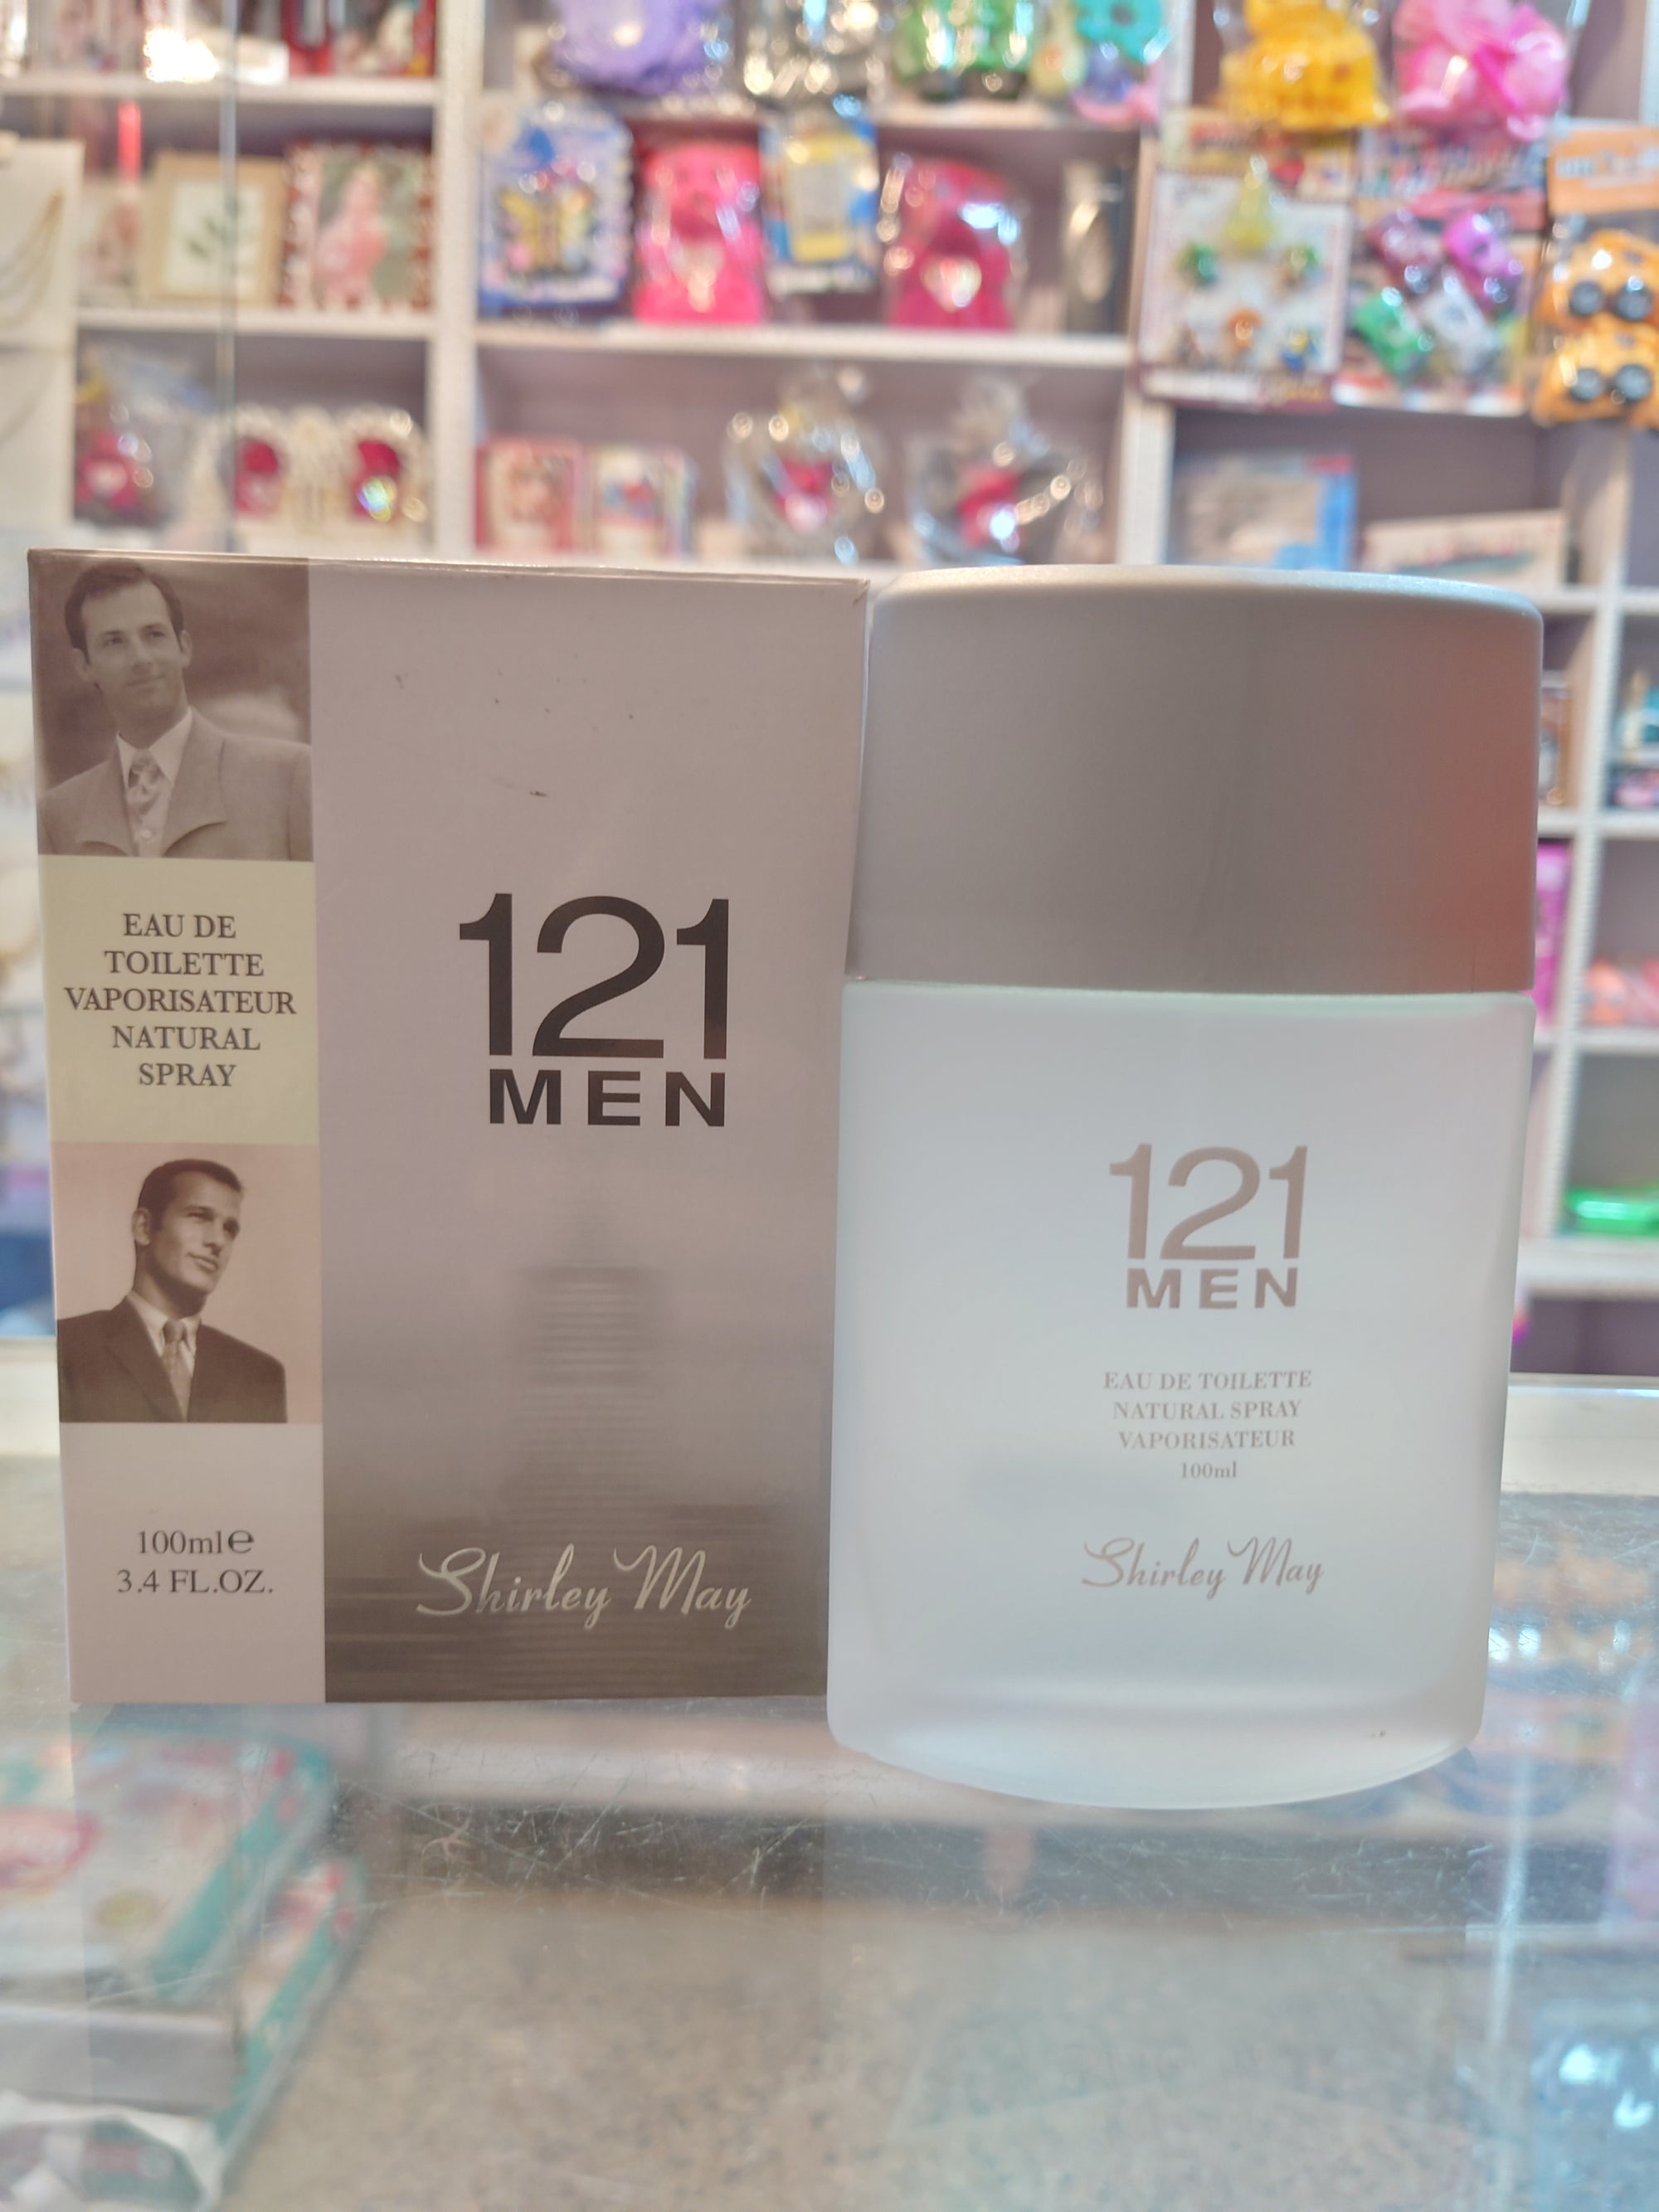 EAU DE
TOILETTE
VAPORISATEUR
NATURAL
SPRAY
100ml℮
3.4 FL.OZ.
121
MEN
Shirley May
121
MEN
EAU DE TOILETTE
NATURAL SPRAY
VAPORISATEUR
100ml
Shirley May